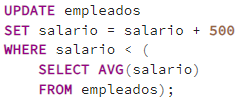 UPDATE empleados
SET salario = salario + 500
WHERE salario < (
    SELECT AVG(salario)
    FROM empleados);